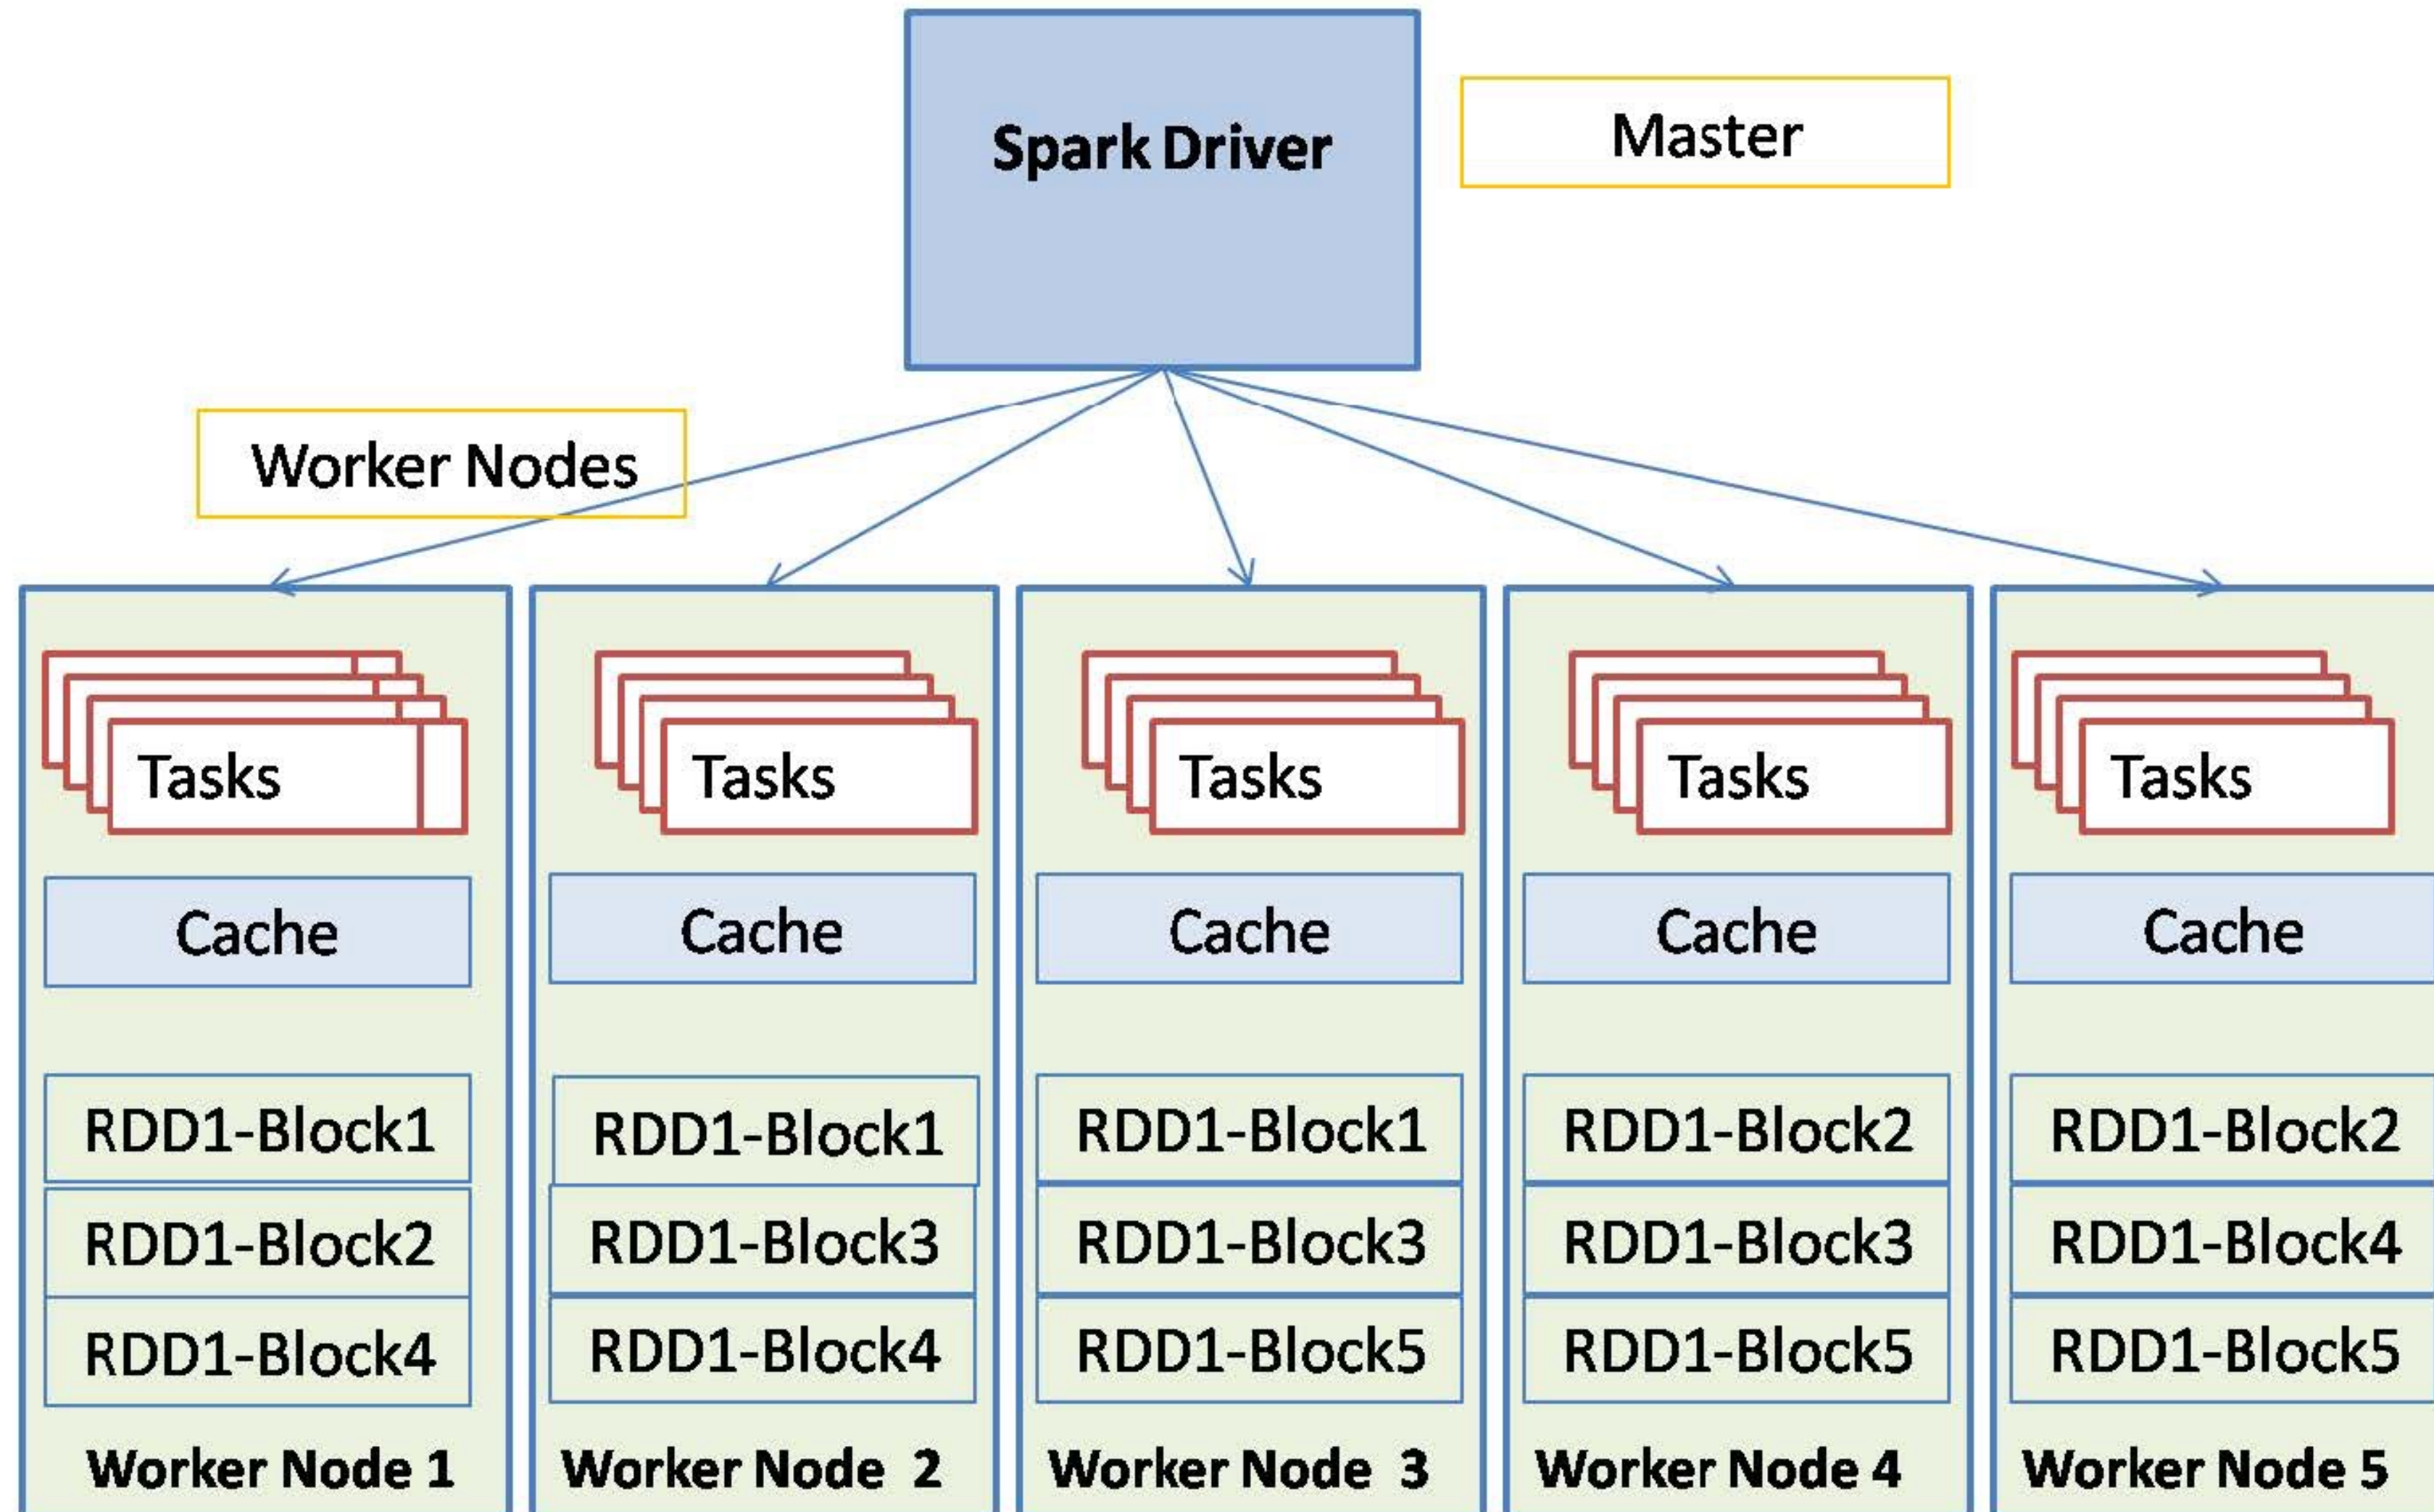 Spark Driver
Master
Worker Nodes
Tasks
Tasks
Tasks
Tasks
Tasks
Cache
Cache
Cache
Cache
Cache
RDD1-Block1
RDD1-Block1
RDD1-Block1
RDD1-Block2
RDD1-Block2
RDD1-Block2
RDD1-Block3
RDD1-Block3
RDD1-Block3
RDD1-Block4
RDD1-Block4
RDD1-Block4
RDD1-Block5
RDD1-Block5
RDD1-Block5
Worker Node 1
Worker Node 2
Worker Node 3
Worker Node 4
Worker Node 5